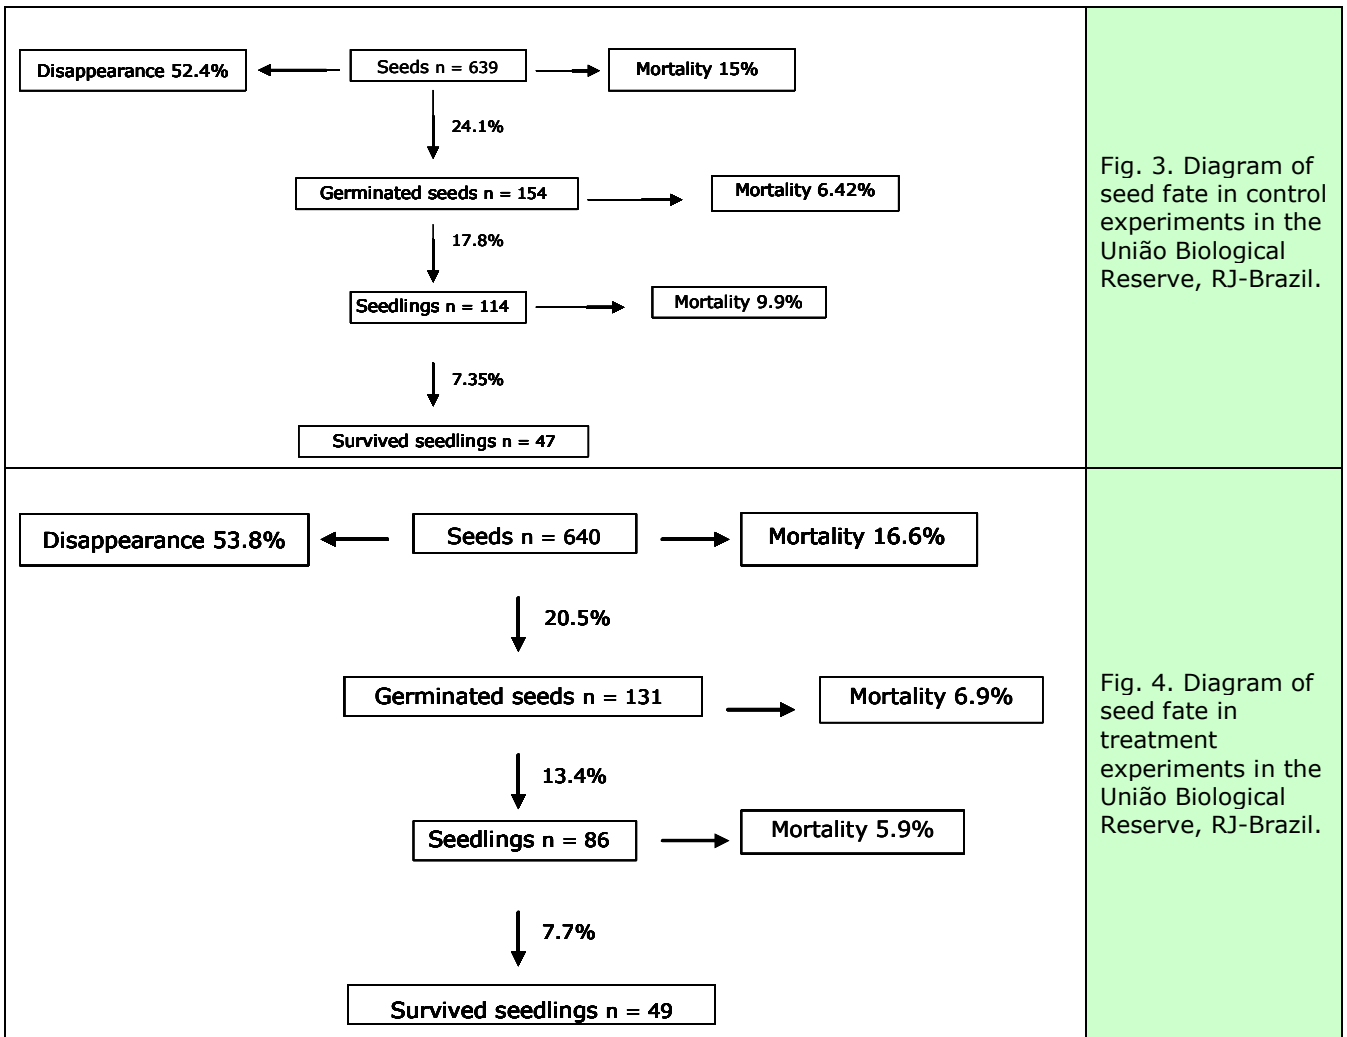 Disappearance 52.4%
Seeds n = 639
Mortality 15%
24.1%
Germinated seeds n = 154
Mortality 6.42%
17.8%
Seedlings n = 114
Mortality 9.9%
7.35%
Survived seedlings n = 47
Fig. 3. Diagram of
seed fate in control
experiments in the
União Biological
Reserve, RJ-Brazil.
Disappearance 53.8%
Seeds n = 640
Mortality 16.6%
20.5%
Germinated seeds n = 131
Mortality 6.9%
13.4%
Seedlings n = 86
Mortality 5.9%
7.7%
Survived seedlings n = 49
Fig. 4. Diagram of
seed fate in
treatment
experiments in the
União Biological
Reserve, RJ-Brazil.